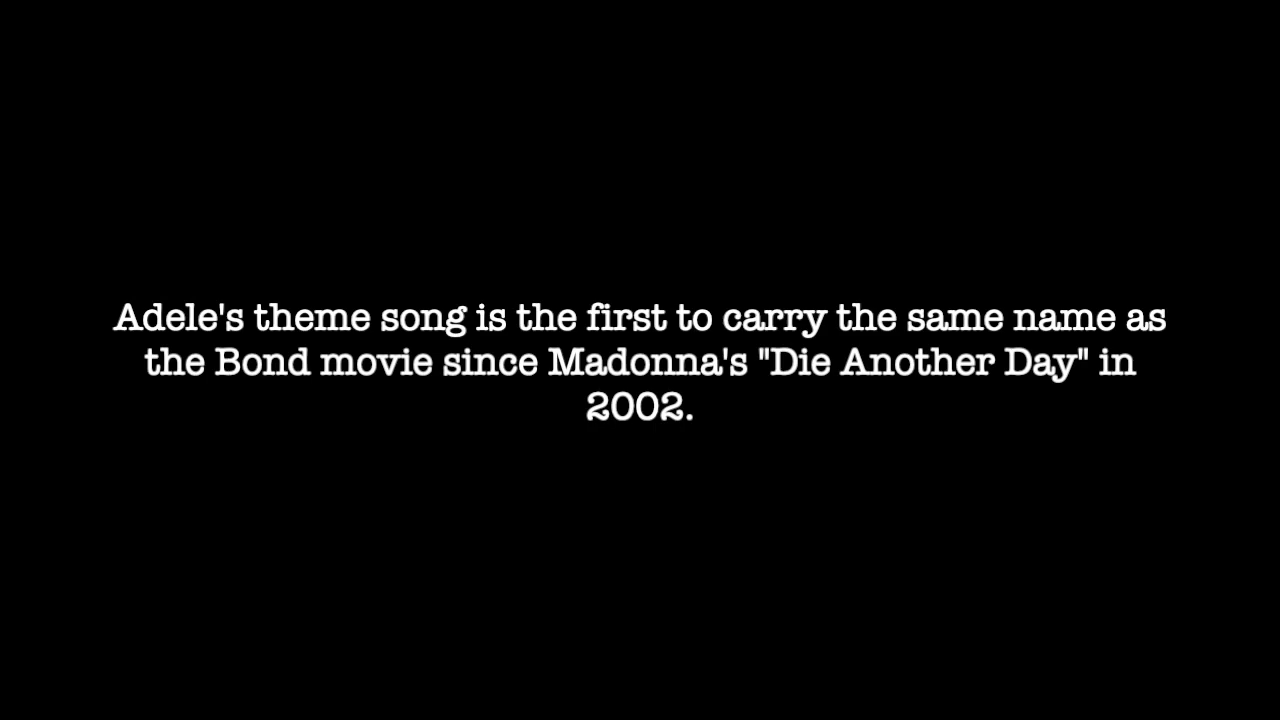 Adele's theme song is the first to carry the same name as
the Bond movie since Madonna's "Die Another Day" in
2002.